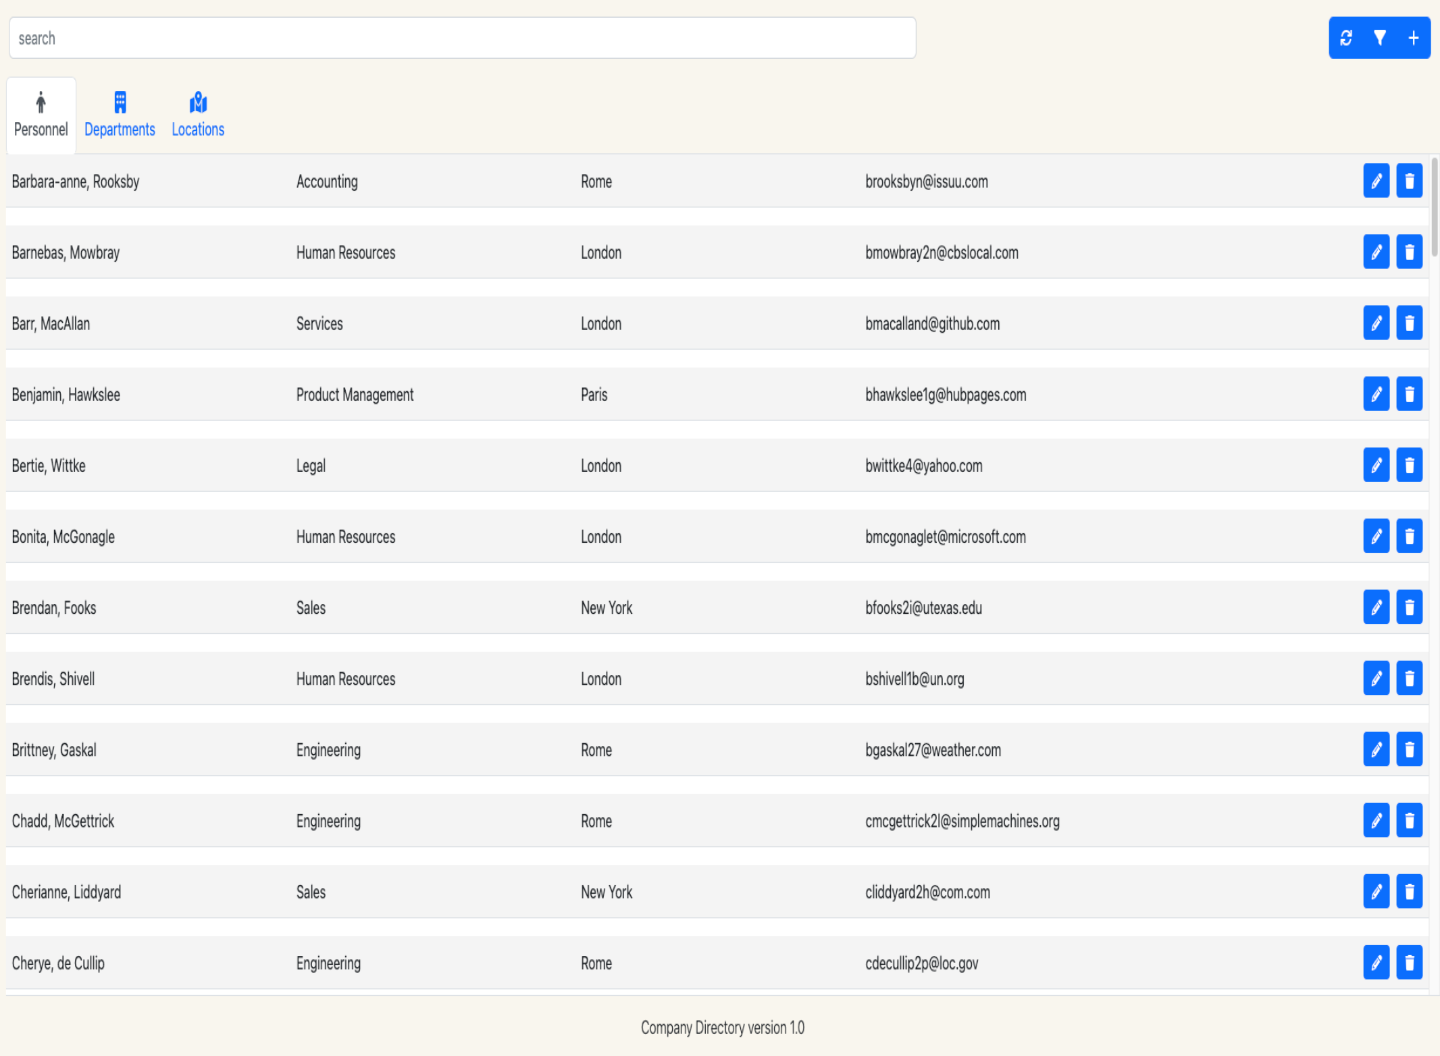 search
Personnel Departments Locations
Barbara-anne, Rooksby Accounting Rome brooksbyn@issuu.com
Barnebas, Mowbray Human Resources London bmowbray2n@cbslocal.com
Barr, MacAllan Services London bmacalland@github.com
Benjamin, Hawkslee Product Management Paris bhawkslee1g@hubpages.com
Bertie, Wittke Legal London bwittke4@yahoo.com
Bonita, McGonagle Human Resources London bmcgonaglet@microsoft.com
Brendan, Fooks Sales New York bfooks2i@utexas.edu
Brendis, Shivell Human Resources London bshivell1b@un.org
Brittney, Gaskal Engineering Rome bgaskal27@weather.com
Chadd, McGettrick Engineering Rome cmcgettrick2l@simplemachines.org
Cherianne, Liddyard Sales New York cliddyard2h@com.com
Cherye, de Cullip Engineering Rome cdecullip2p@loc.gov
Company Directory version 1.0